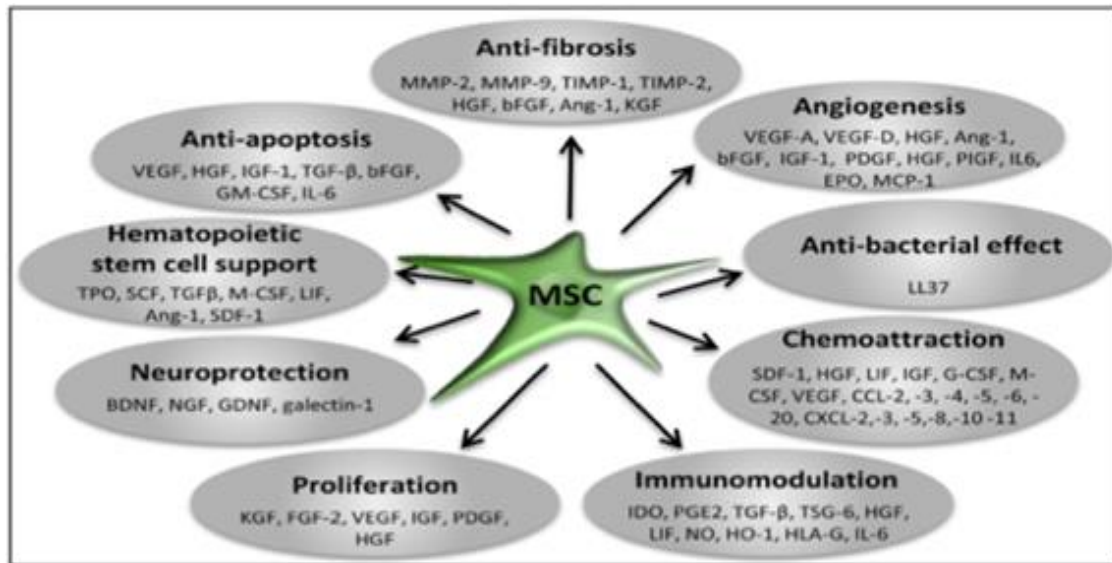 Anti-fibrosis
MMP-2, MMP-9, TIMP-1, TIMP-2,
HGF, bFGF, Ang-1, KGF
Angiogenesis
VEGF-A, VEGF-D, HGF, Ang-1,
bFGF, IGF-1, PDGF, HGF, PIGF, IL6,
EPO, MCP-1
Anti-apoptosis
VEGF, HGF, IGF-1, TGF-β, bFGF,
GM-CSF, IL-6
Hematopoietic
stem cell support
TPO, SCF, TGFβ, M-CSF, LIF,
Ang-1, SDF-1
MSC
Anti-bacterial effect
LL37
Neuroprotection
BDNF, NGF, GDNF, galectin-1
Chemoattraction
SDF-1, HGF, LIF, IGF, G-CSF, M-
CSF, VEGF, CCL-2, -3, -4, -5, -6, -
20, CXCL-2,-3, -5,-8,-10 -11
Proliferation
KGF, FGF-2, VEGF, IGF, PDGF,
HGF
Immunomodulation
IDO, PGE2, TGF-β, TSG-6, HGF,
LIF, NO, HO-1, HLA-G, IL-6